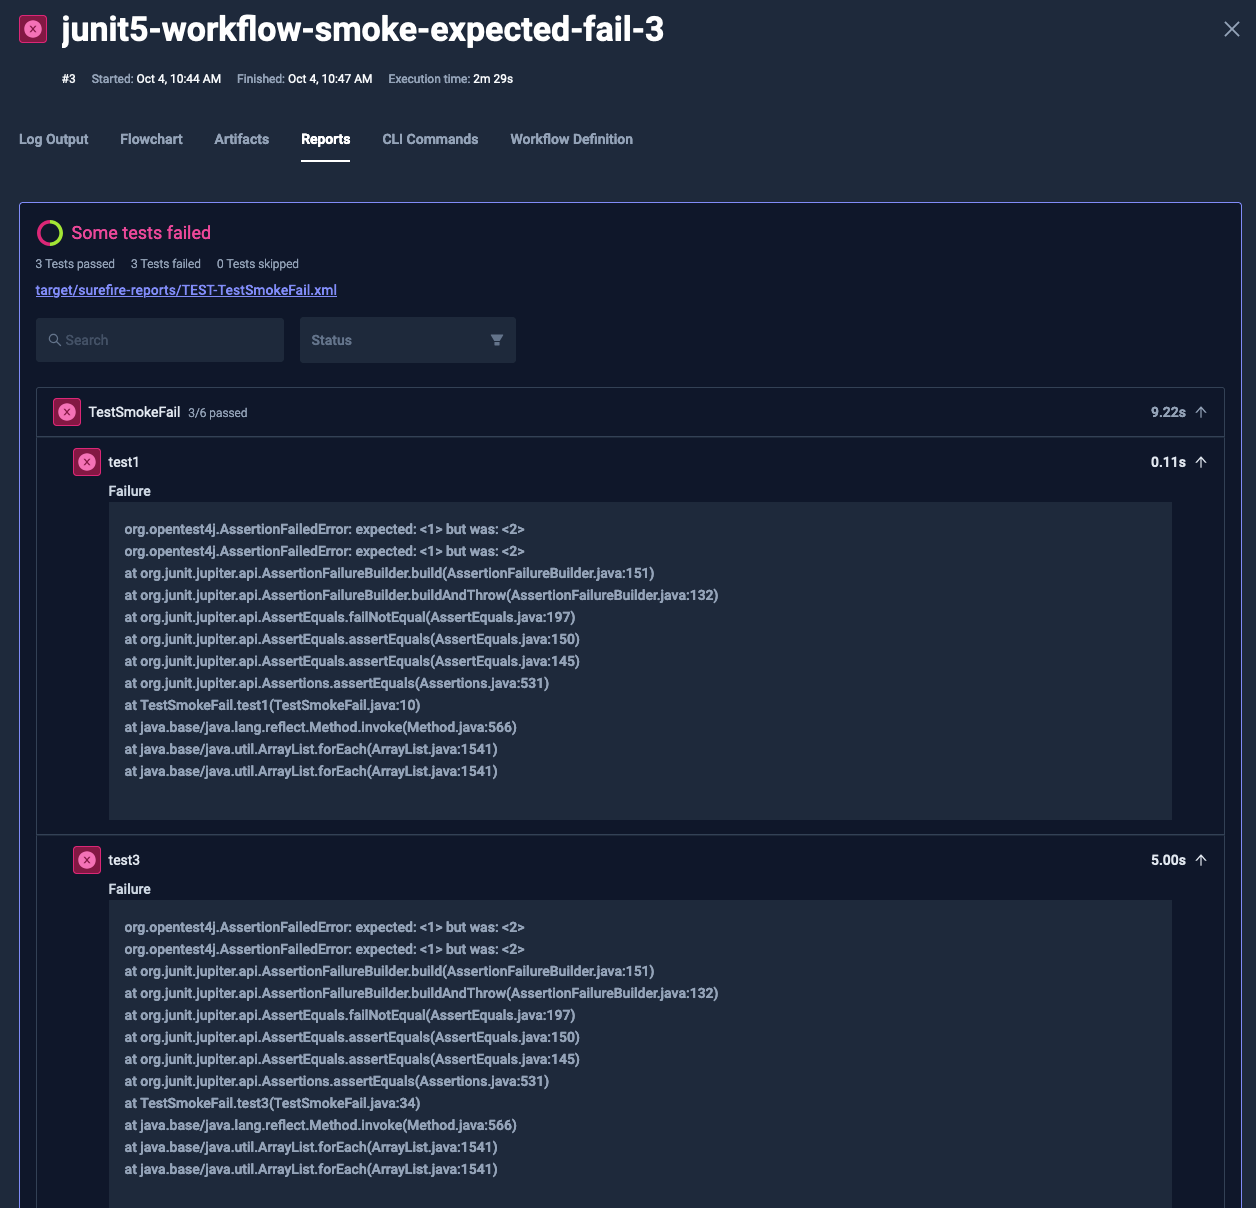 junit5-workflow-smoke-expected-fail-3
#3 Started: Oct 4, 10:44 AM Finished: Oct 4, 10:47 AM Execution time: 2m 29s
Log Output Flowchart Artifacts Reports CLI Commands Workflow Definition
Some tests failed
3 Tests passed 3 Tests failed 0 Tests skipped
target/surefire-reports/TEST-TestSmokeFail.xml
Search Status
TestSmokeFail 3/6 passed 9.22s
test1 0.11s
Failure
org.opentest4j.AssertionFailedError: expected: <1> but was: <2>
org.opentest4j.AssertionFailedError: expected: <1> but was: <2>
at org.junit.jupiter.api.AssertionFailureBuilder.build(AssertionFailureBuilder.java:151)
at org.junit.jupiter.api.AssertionFailureBuilder.buildAndThrow(AssertionFailureBuilder.java:132)
at org.junit.jupiter.api.AssertEquals.failNotEqual(AssertEquals.java:197)
at org.junit.jupiter.api.AssertEquals.assertEquals(AssertEquals.java:150)
at org.junit.jupiter.api.AssertEquals.assertEquals(AssertEquals.java:145)
at org.junit.jupiter.api.Assertions.assertEquals(Assertions.java:531)
at TestSmokeFail.test1(TestSmokeFail.java:10)
at java.base/java.lang.reflect.Method.invoke(Method.java:566)
at java.base/java.util.ArrayList.forEach(ArrayList.java:1541)
at java.base/java.util.ArrayList.forEach(ArrayList.java:1541)
test3 5.00s
Failure
org.opentest4j.AssertionFailedError: expected: <1> but was: <2>
org.opentest4j.AssertionFailedError: expected: <1> but was: <2>
at org.junit.jupiter.api.AssertionFailureBuilder.build(AssertionFailureBuilder.java:151)
at org.junit.jupiter.api.AssertionFailureBuilder.buildAndThrow(AssertionFailureBuilder.java:132)
at org.junit.jupiter.api.AssertEquals.failNotEqual(AssertEquals.java:197)
at org.junit.jupiter.api.AssertEquals.assertEquals(AssertEquals.java:150)
at org.junit.jupiter.api.AssertEquals.assertEquals(AssertEquals.java:145)
at org.junit.jupiter.api.Assertions.assertEquals(Assertions.java:531)
at TestSmokeFail.test3(TestSmokeFail.java:34)
at java.base/java.lang.reflect.Method.invoke(Method.java:566)
at java.base/java.util.ArrayList.forEach(ArrayList.java:1541)
at java.base/java.util.ArrayList.forEach(ArrayList.java:1541)